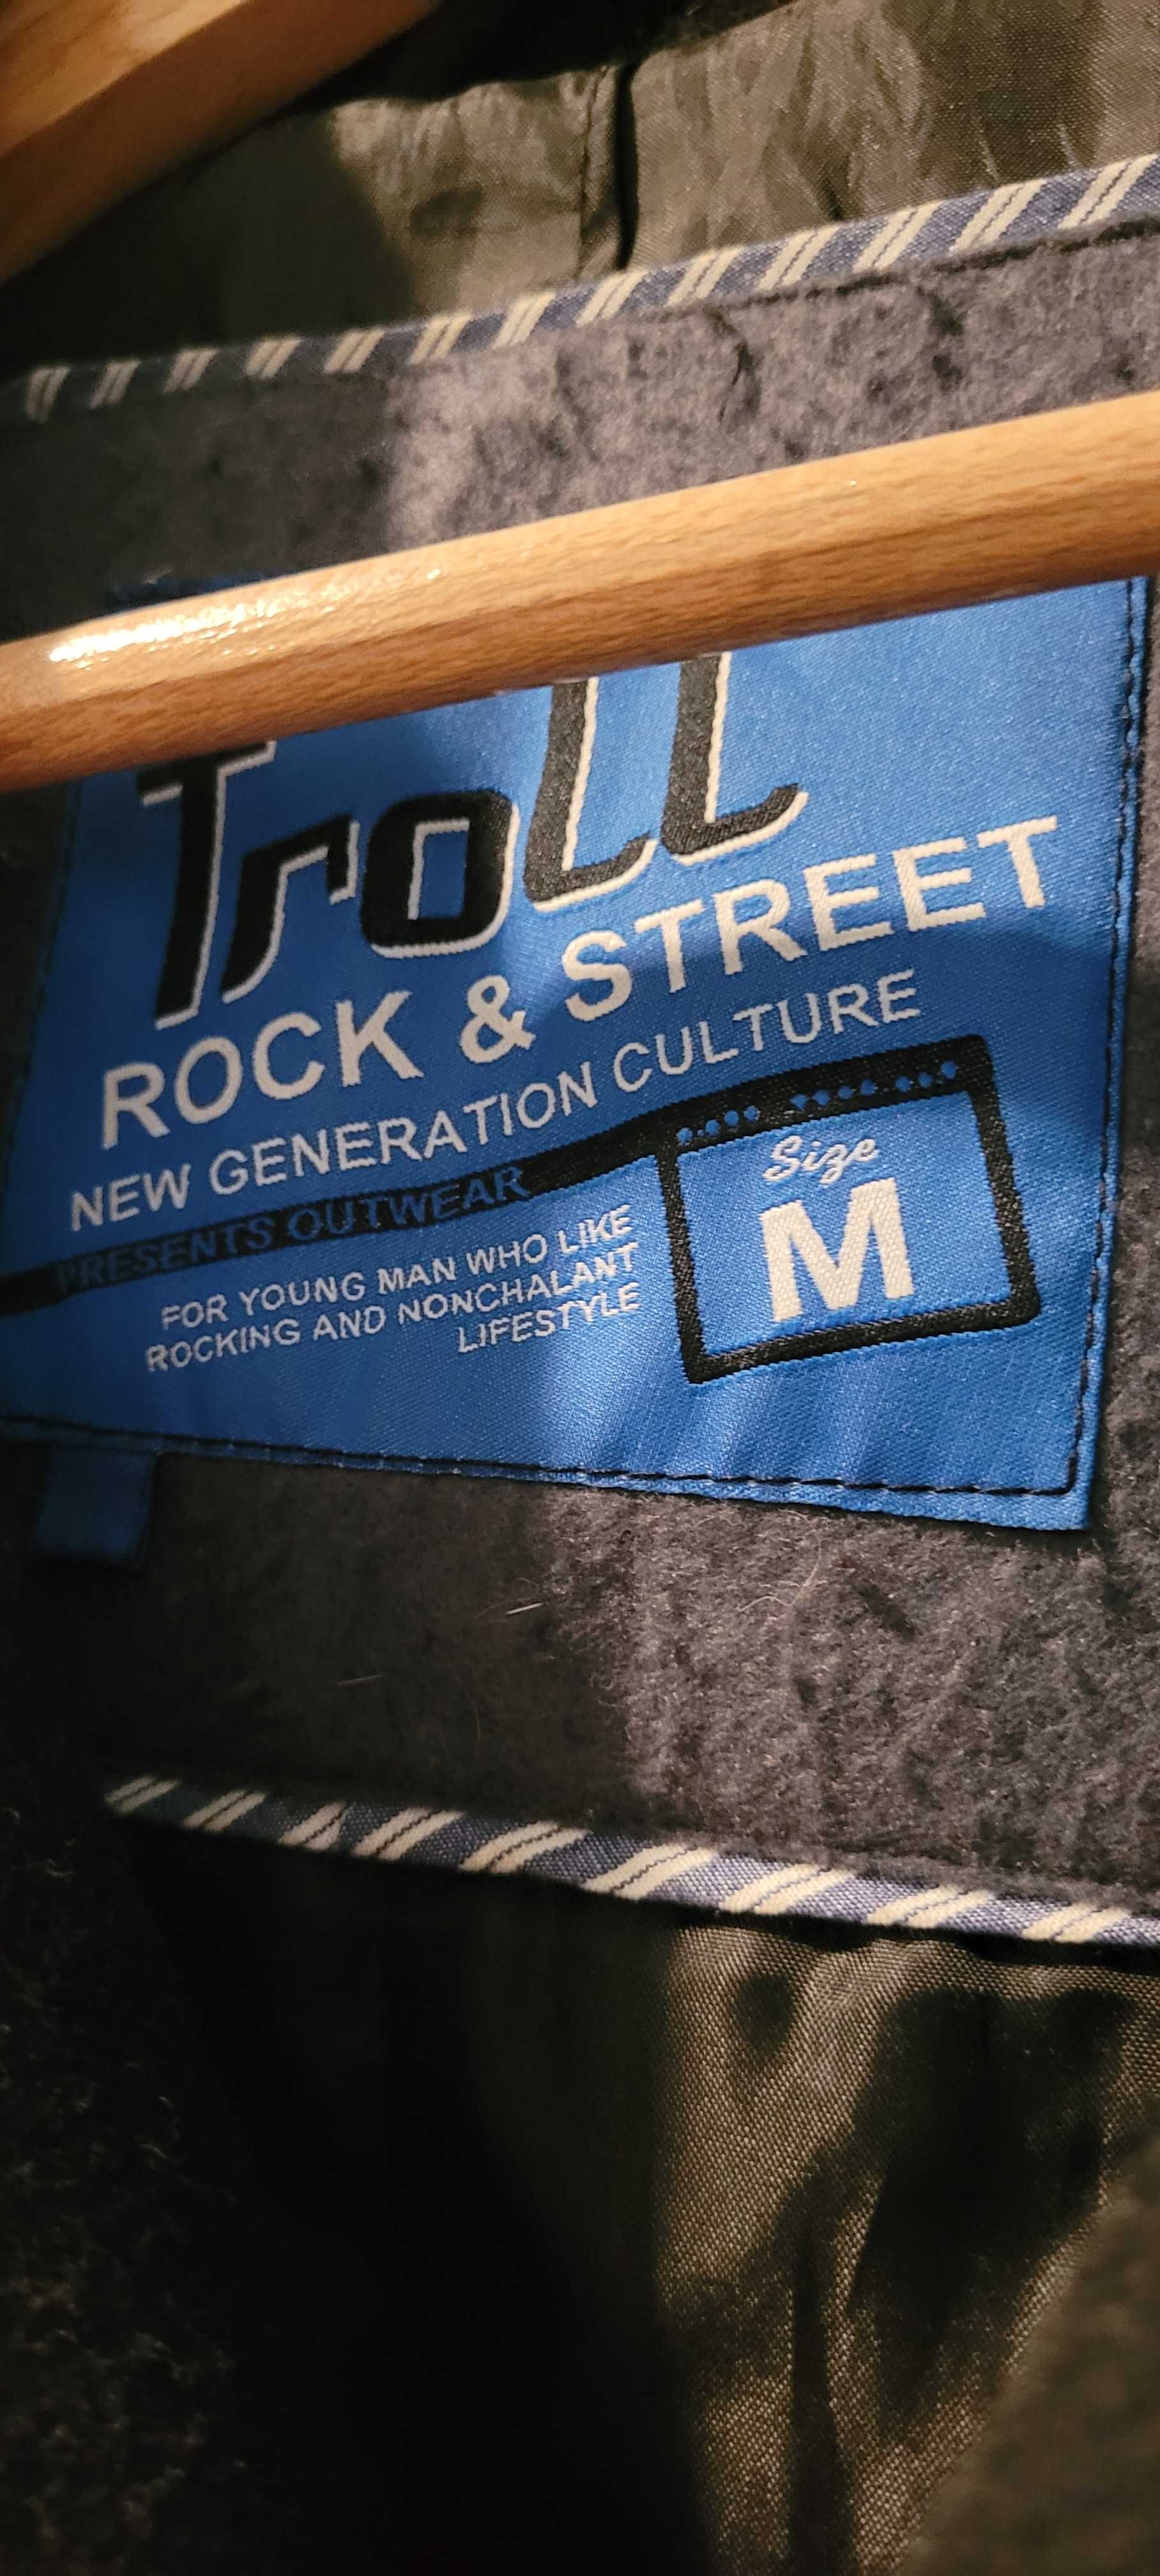 Troll
ROCK & STREET
NEW GENERATION CULTURE
PRESENTS OUTWEAR
FOR YOUNG MAN WHO LIKE
ROCKING AND NONCHALANT
LIFESTYLE
Size
M